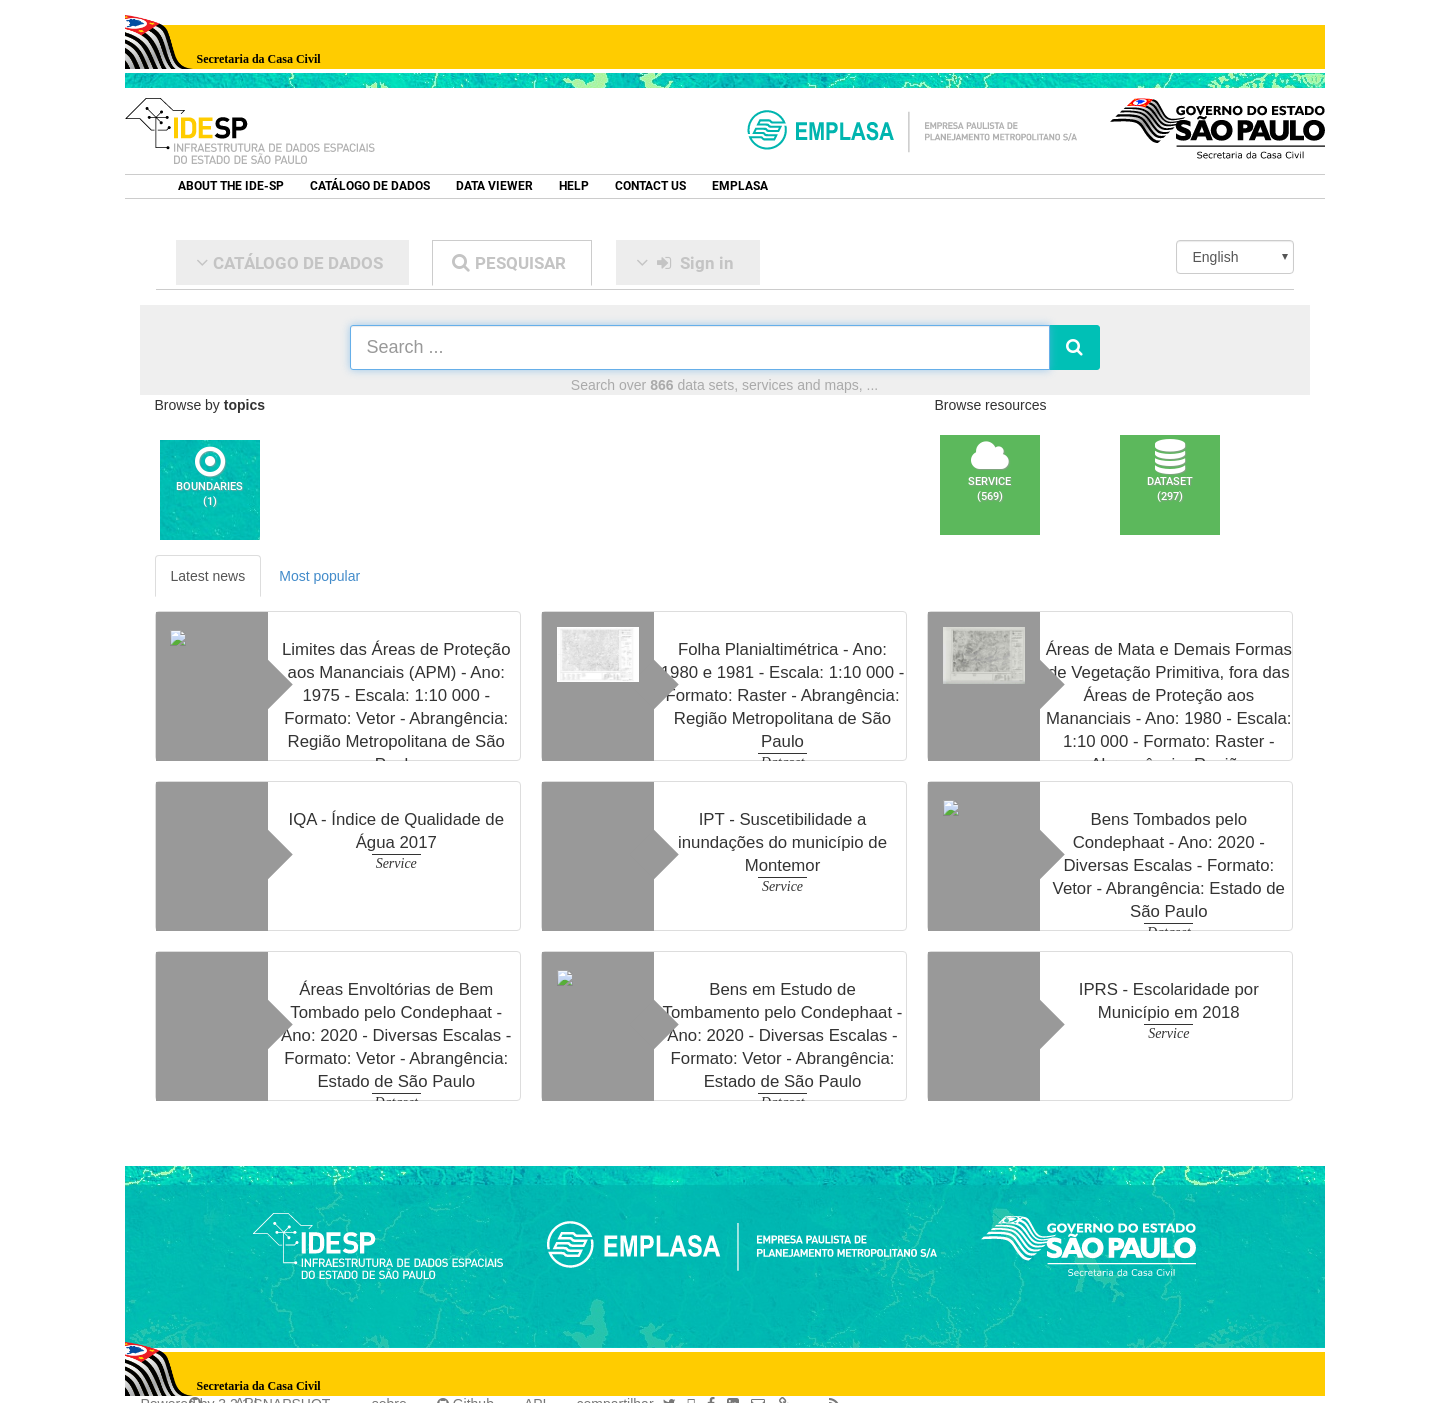 Secretaria da Casa Civil
IDESP
INFRAESTRUTURA DE DADOS ESPACIAIS
DO ESTADO DE SÃO PAULO
EMPLASA
EMPRESA PAULISTA DE
PLANEJAMENTO METROPOLITANO S/A
GOVERNO DO ESTADO
SÃO PAULO
Secretaria da Casa Civil
ABOUT THE IDE-SP CATÁLOGO DE DADOS DATA VIEWER HELP CONTACT US EMPLASA
CATÁLOGO DE DADOS PESQUISAR Sign in English
Search ...
Search over 866 data sets, services and maps, ...
Browse by topics
Browse resources
BOUNDARIES
(1)
SERVICE
(569)
DATASET
(297)
Latest news Most popular
Limites das Áreas de Proteção
aos Mananciais (APM) - Ano:
1975 - Escala: 1:10 000 -
Formato: Vetor - Abrangência:
Região Metropolitana de São
Folha Planialtimétrica - Ano:
1980 e 1981 - Escala: 1:10 000 -
Formato: Raster - Abrangência:
Região Metropolitana de São
Paulo
Dataset
Áreas de Mata e Demais Formas
de Vegetação Primitiva, fora das
Áreas de Proteção aos
Mananciais - Ano: 1980 - Escala:
1:10 000 - Formato: Raster -
Abrangência: Região
IQA - Índice de Qualidade de
Água 2017
Service
IPT - Suscetibilidade a
inundações do município de
Montemor
Service
Bens Tombados pelo
Condephaat - Ano: 2020 -
Diversas Escalas - Formato:
Vetor - Abrangência: Estado de
São Paulo
Dataset
Áreas Envoltórias de Bem
Tombado pelo Condephaat -
Ano: 2020 - Diversas Escalas -
Formato: Vetor - Abrangência:
Estado de São Paulo
Dataset
Bens em Estudo de
Tombamento pelo Condephaat -
Ano: 2020 - Diversas Escalas -
Formato: Vetor - Abrangência:
Estado de São Paulo
Dataset
IPRS - Escolaridade por
Município em 2018
Service
IDESP
INFRAESTRUTURA DE DADOS ESPACIAIS
DO ESTADO DE SÃO PAULO
EMPLASA
EMPRESA PAULISTA DE
PLANEJAMENTO METROPOLITANO S/A
GOVERNO DO ESTADO
SÃO PAULO
Secretaria da Casa Civil
Secretaria da Casa Civil
sobre Github API compartilhar